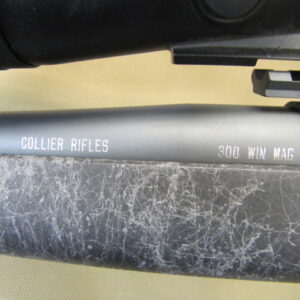 COLLIER RIFLES 300 WIN MAG